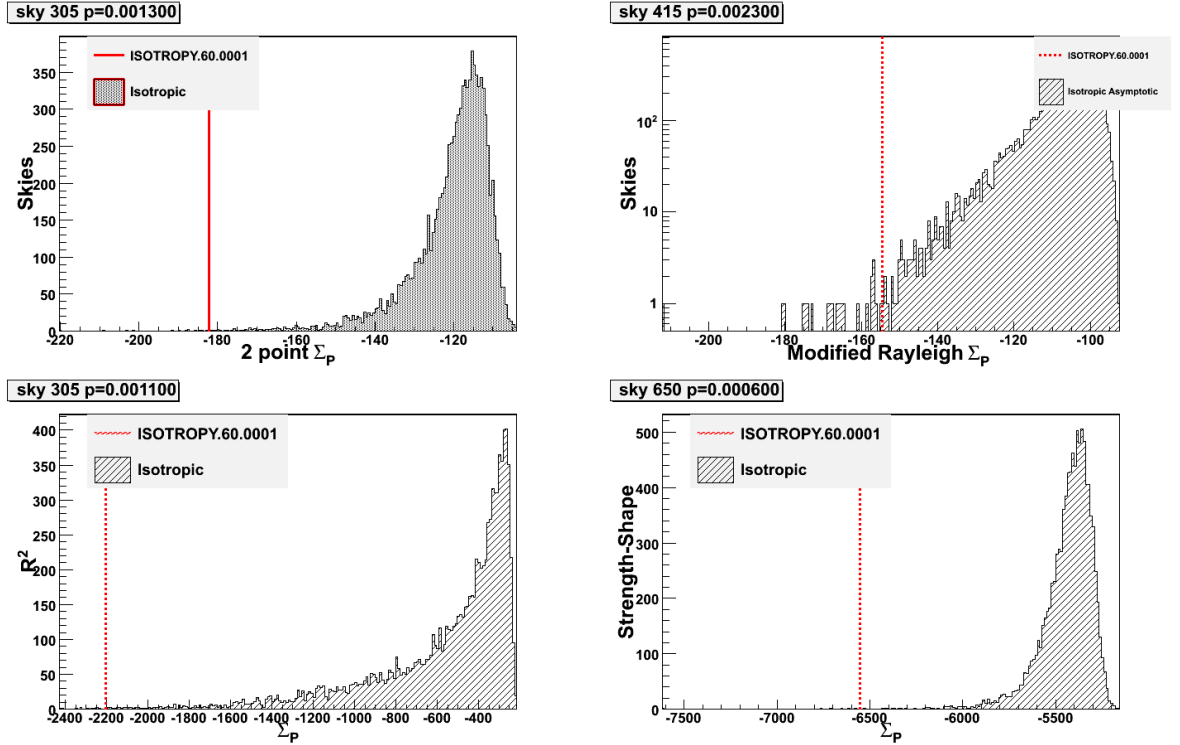 sky 305 p=0.001300
ISOTROPY.60.0001
Isotropic
Skies
350
300
250
200
150
100
50
0
-220 -200 -180 -160 -140 -120
2 point Σ_P
sky 415 p=0.002300
ISOTROPY.60.0001
Isotropic Asymptotic
Skies
10²
10
1
-200 -180 -160 -140 -120 -100
Modified Rayleigh Σ_P
sky 305 p=0.001100
ISOTROPY.60.0001
Isotropic
R²
400
350
300
250
200
150
100
50
0
-2400 -2200 -2000 -1800 -1600 -1400 -1200 -1000 -800 -600 -400
Σ_P
sky 650 p=0.000600
ISOTROPY.60.0001
Isotropic
Strength-Shape
500
400
300
200
100
0
-7500 -7000 -6500 -6000 -5500
Σ_P